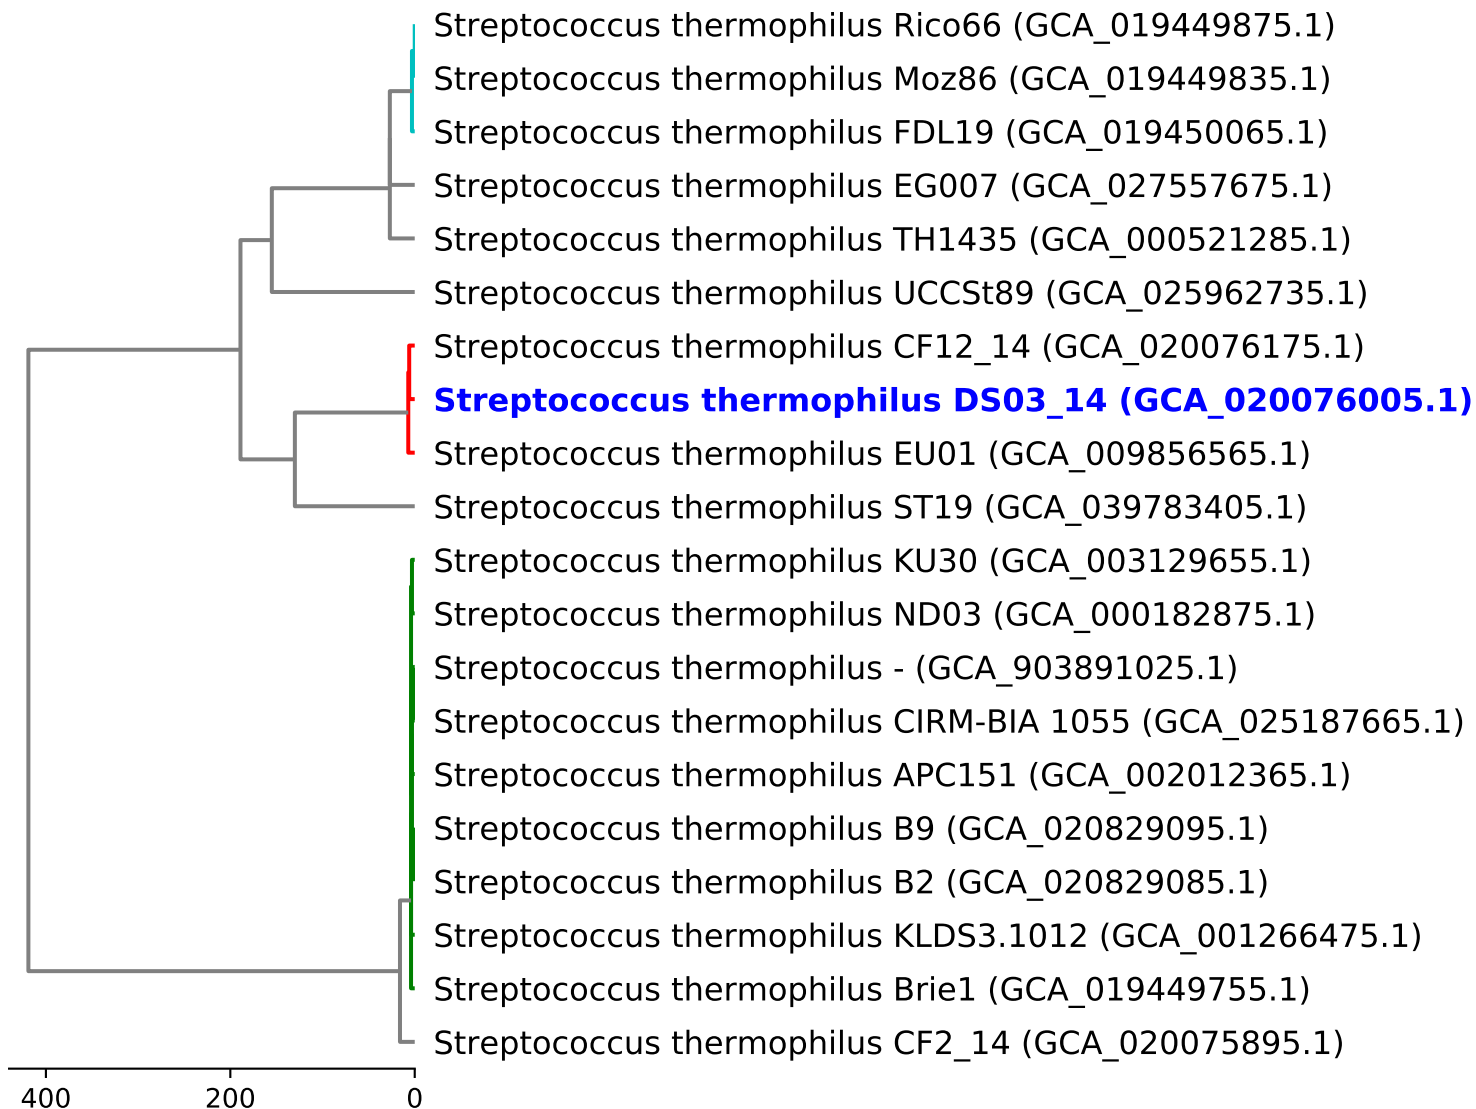 Streptococcus thermophilus Rico66 (GCA_019449875.1)
Streptococcus thermophilus Moz86 (GCA_019449835.1)
Streptococcus thermophilus FDL19 (GCA_019450065.1)
Streptococcus thermophilus EG007 (GCA_027557675.1)
Streptococcus thermophilus TH1435 (GCA_000521285.1)
Streptococcus thermophilus UCCSt89 (GCA_025962735.1)
Streptococcus thermophilus CF12_14 (GCA_020076175.1)
Streptococcus thermophilus DS03_14 (GCA_020076005.1)
Streptococcus thermophilus EU01 (GCA_009856565.1)
Streptococcus thermophilus ST19 (GCA_039783405.1)
Streptococcus thermophilus KU30 (GCA_003129655.1)
Streptococcus thermophilus ND03 (GCA_000182875.1)
Streptococcus thermophilus - (GCA_903891025.1)
Streptococcus thermophilus CIRM-BIA 1055 (GCA_025187665.1)
Streptococcus thermophilus APC151 (GCA_002012365.1)
Streptococcus thermophilus B9 (GCA_020829095.1)
Streptococcus thermophilus B2 (GCA_020829085.1)
Streptococcus thermophilus KLDS3.1012 (GCA_001266475.1)
Streptococcus thermophilus Brie1 (GCA_019449755.1)
Streptococcus thermophilus CF2_14 (GCA_020075895.1)
400 200 0